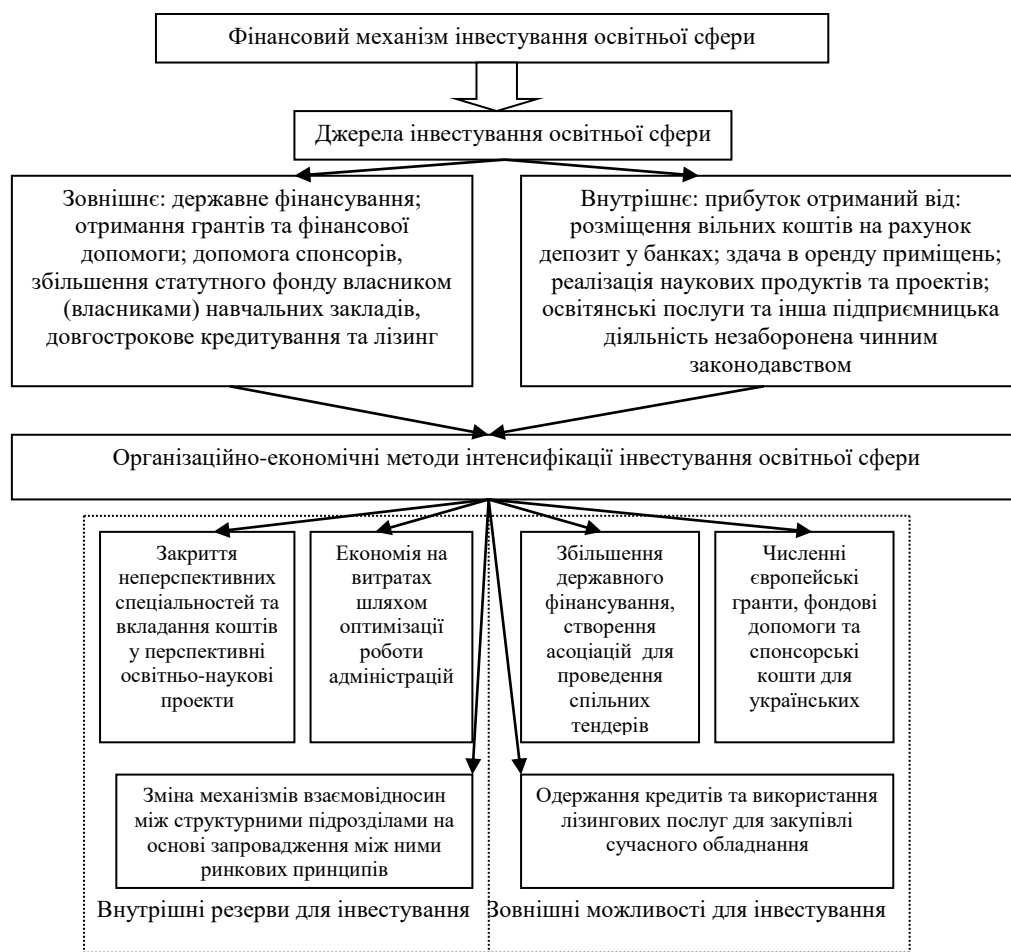 Фінансовий механізм інвестування освітньої сфери
Джерела інвестування освітньої сфери
Зовнішнє: державне фінансування;
отримання грантів та фінансової
допомоги; допомога спонсорів,
збільшення статутного фонду власником
(власниками) навчальних закладів,
довгострокове кредитування та лізинг
Внутрішнє: прибуток отриманий від:
розміщення вільних коштів на рахунок
депозит у банках; здача в оренду приміщень;
реалізація наукових продуктів та проектів;
освітянські послуги та інша підприємницька
діяльність незаборонена чинним
законодавством
Організаційно-економічні методи інтенсифікації інвестування освітньої сфери
Закриття
неперспективних
спеціальностей та
вкладання коштів
у перспективні
освітньо-наукові
проекти
Економія на
витратах
шляхом
оптимізації
роботи
адміністрацій
Збільшення
державного
фінансування,
створення
асоціацій для
проведення
спільних
тендерів
Численні
європейські
гранти, фондові
допомоги та
спонсорські
кошти для
українських
Зміна механізмів взаємовідносин
між структурними підрозділами на
основі запровадження між ними
ринкових принципів
Одержання кредитів та використання
лізингових послуг для закупівлі
сучасного обладнання
Внутрішні резерви для інвестування
Зовнішні можливості для інвестування